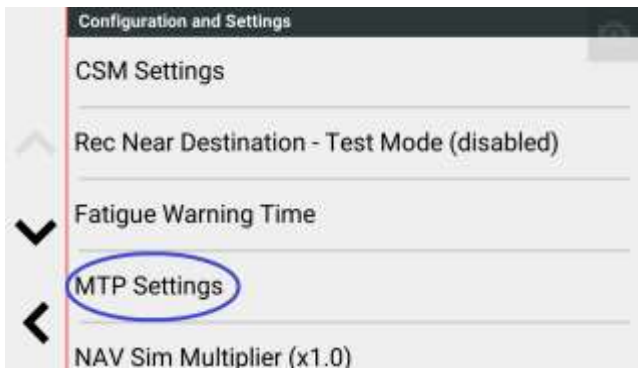 Configuration and Settings
CSM Settings
Rec Near Destination - Test Mode (disabled)
Fatigue Warning Time
MTP Settings
NAV Sim Multiplier (x1.0)